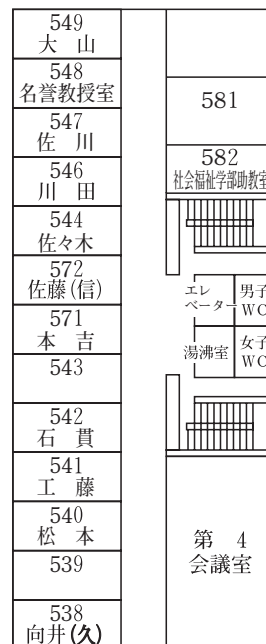 549
大 山
548
名誉教授室
547
佐 川
546
川 田
544
佐々木
572
佐藤(信)
571
本 吉
543
542
石 貫
541
工 藤
540
松 本
539
538
向井(久)
581
582
社会福祉学部助教室
エレ
ベーター
男子
WC
湯沸室
女子
WC
第 4
会議室